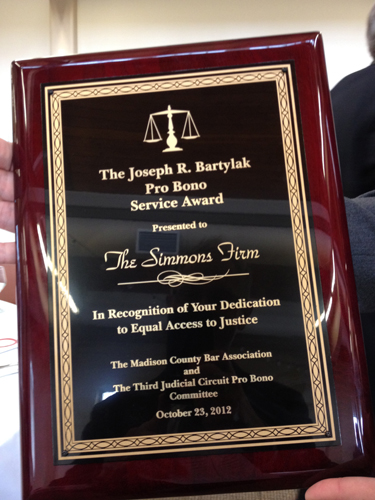 The Joseph R. Bartylak
Pro Bono
Service Award
Presented to
The Simmons Firm
In Recognition of Your Dedication
to Equal Access to Justice
The Madison County Bar Association
and
The Third Judicial Circuit Pro Bono
Committee
October 23, 2012